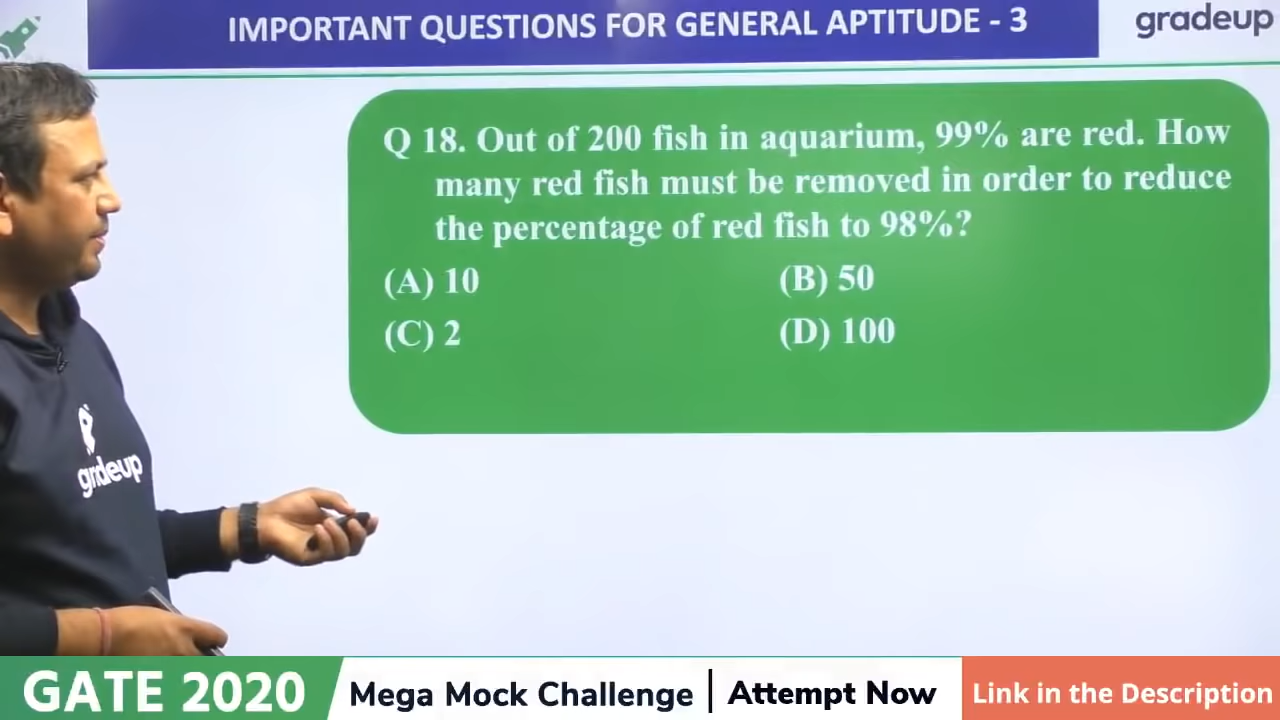 IMPORTANT QUESTIONS FOR GENERAL APTITUDE - 3
gradeup
Q 18. Out of 200 fish in aquarium, 99% are red. How
many red fish must be removed in order to reduce
the percentage of red fish to 98%?
(A) 10 (B) 50
(C) 2 (D) 100
gradeup
GATE 2020 Mega Mock Challenge | Attempt Now Link in the Description